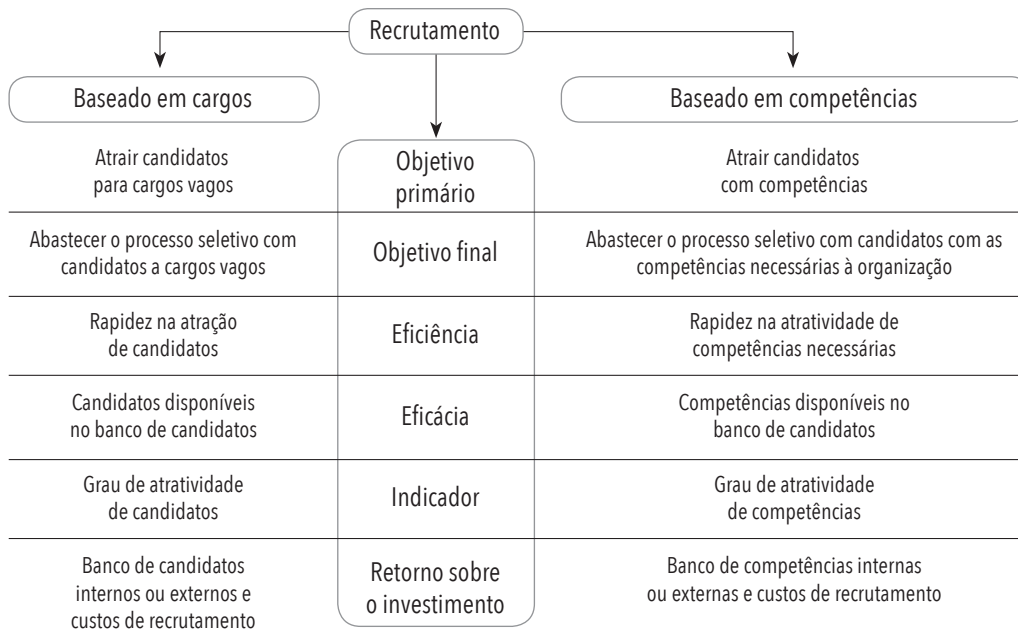 Recrutamento
Baseado em cargos
Baseado em competências
Atrair candidatos
para cargos vagos
Objetivo
primário
Atrair candidatos
com competências
Abastecer o processo seletivo com
candidatos a cargos vagos
Objetivo final
Abastecer o processo seletivo com candidatos com as
competências necessárias à organização
Rapidez na atração
de candidatos
Eficiência
Rapidez na atratividade de
competências necessárias
Candidatos disponíveis
no banco de candidatos
Eficácia
Competências disponíveis no
banco de candidatos
Grau de atratividade
de candidatos
Indicador
Grau de atratividade
de competências
Banco de candidatos
internos ou externos e
custos de recrutamento
Retorno sobre
o investimento
Banco de competências internas
ou externas e custos de recrutamento